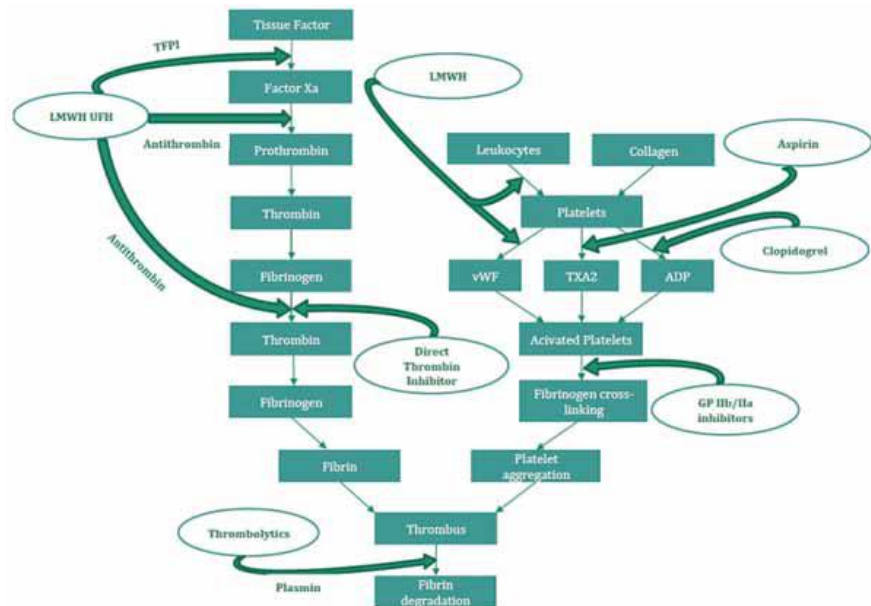 Tissue Factor
TFPI
LMWH
Factor Xa
LMWH UFH
Antithrombin
Leukocytes
Collagen
Aspirin
Prothrombin
Platelets
Thrombin
Clopidogrel
Antithrombin
Fibrinogen
vWF
TXA2
ADP
Thrombin
Acivated Platelets
Direct
Thrombin
Inhibitor
Fibrinogen
Fibrinogen cross-
linking
GP IIb/IIa
inhibitors
Fibrin
Platelet
aggregation
Thrombolytics
Thrombus
Plasmin
Fibrin
degradation